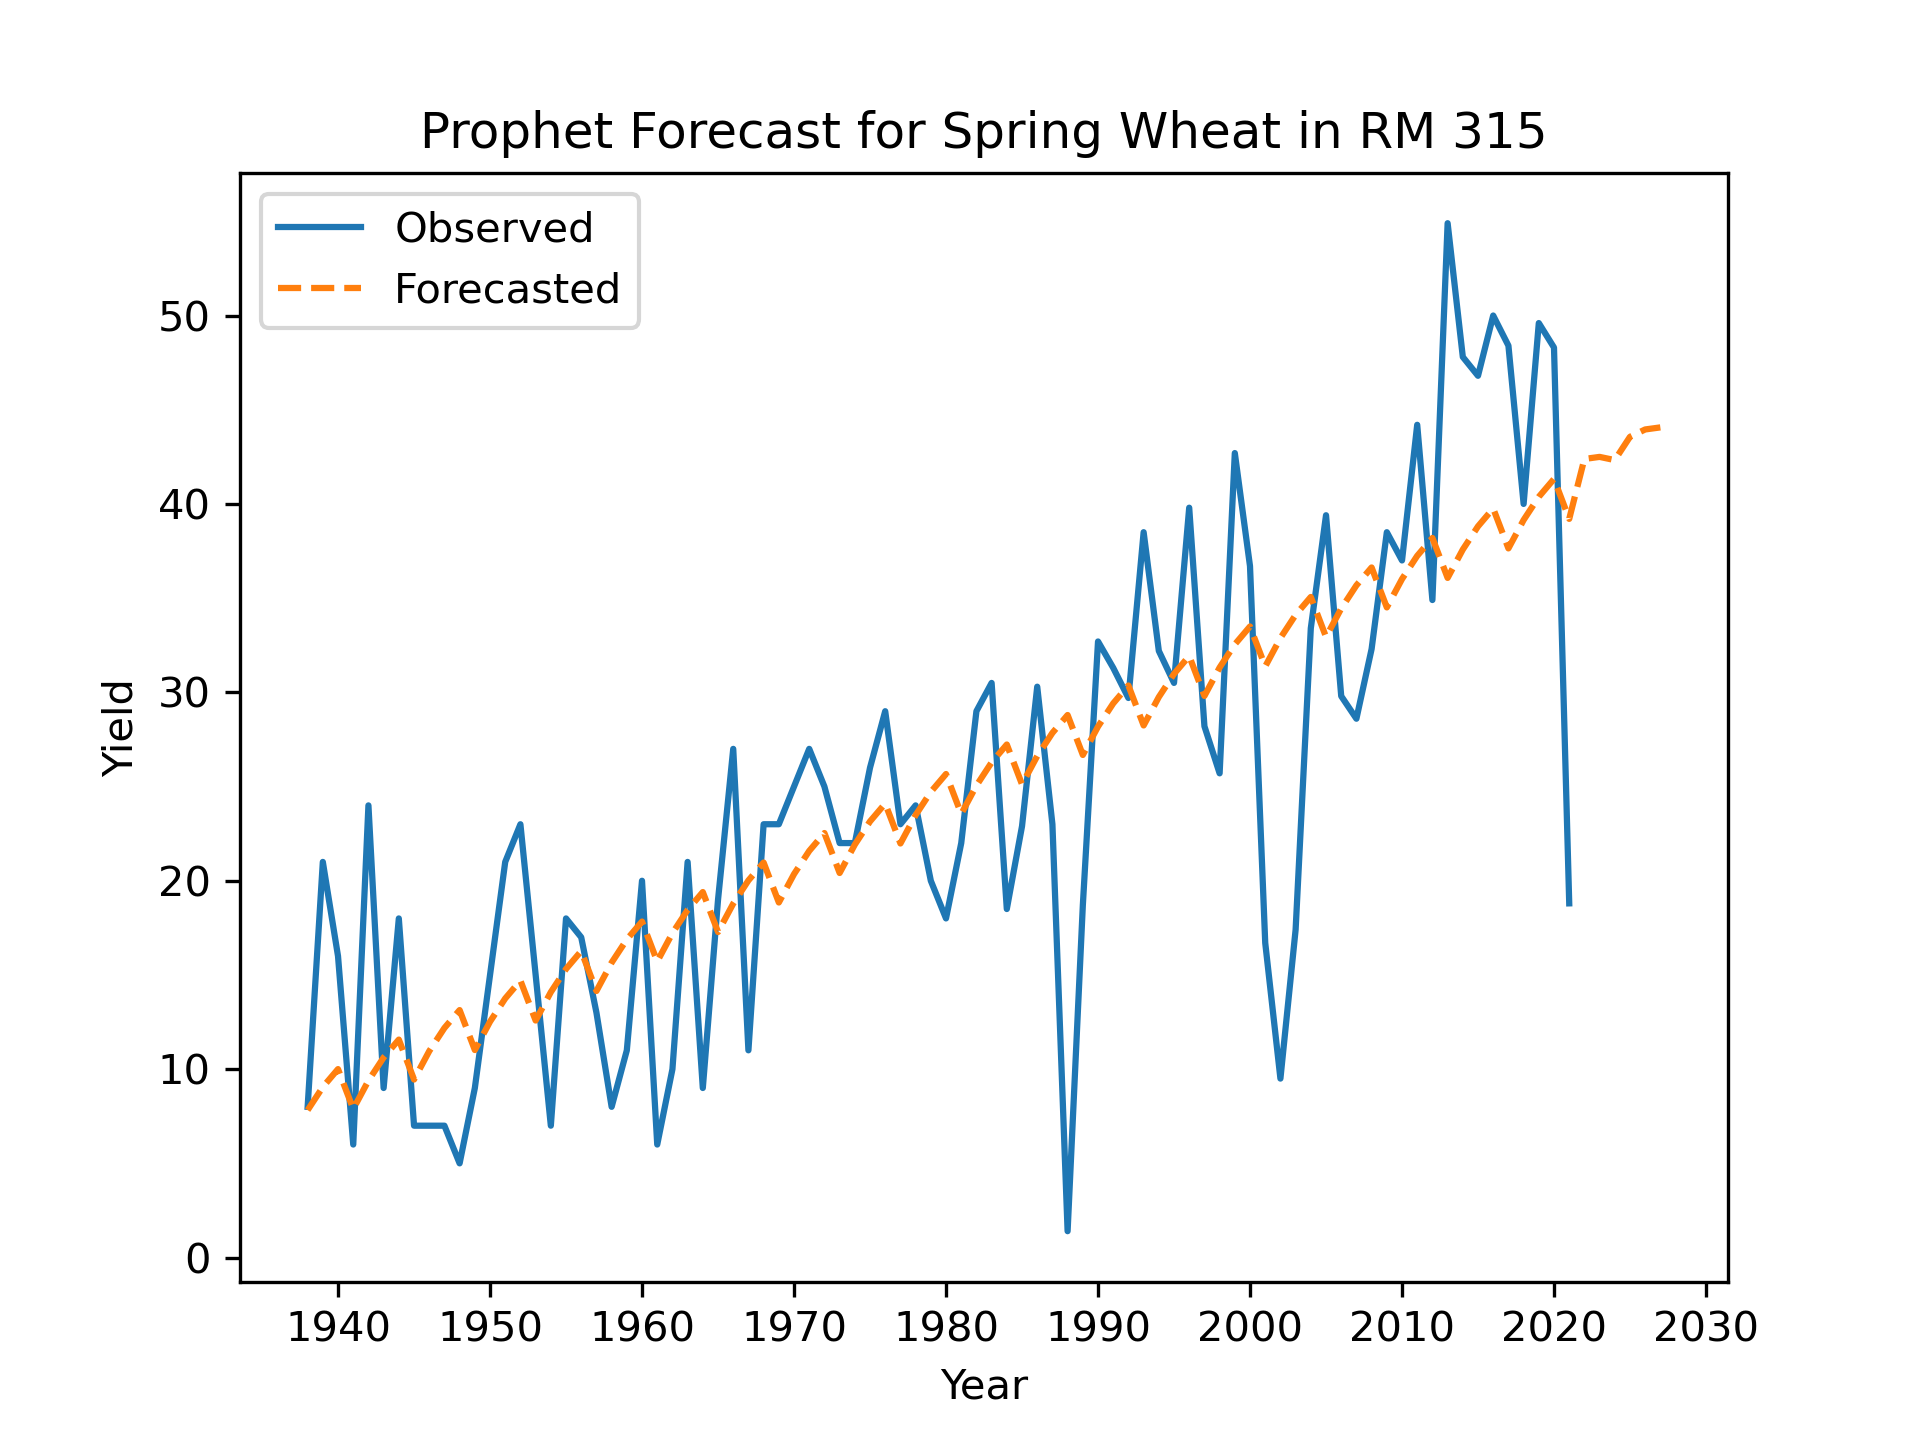 Prophet Forecast for Spring Wheat in RM 315
Observed
Forecasted
Yield
50
40
30
20
10
0
1940 1950 1960 1970 1980 1990 2000 2010 2020 2030
Year